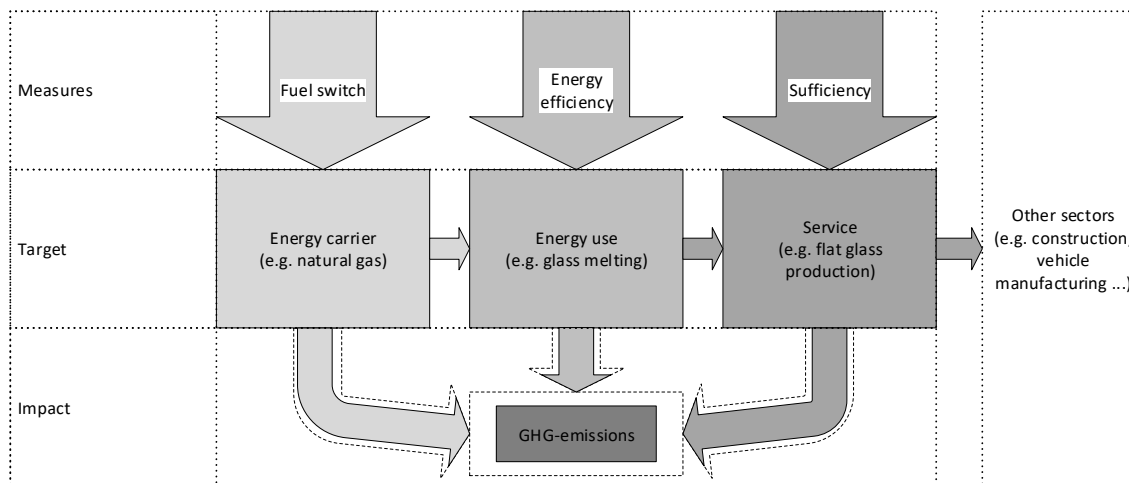 Measures
Fuel switch
Energy
efficiency
Sufficiency
Target
Energy carrier
(e.g. natural gas)
Energy use
(e.g. glass melting)
Service
(e.g. flat glass
production)
Other sectors
(e.g. construction,
vehicle
manufacturing ...)
Impact
GHG-emissions